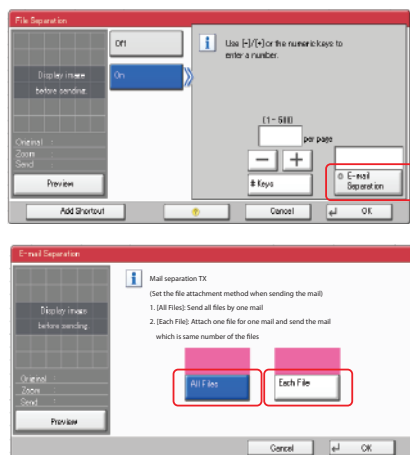 File Separation
Off
On
Use [-]/[+] or the numeric keys to
enter a number.
Display image
before sending.
(1 - 500)
per page
Original :
Zoom :
Send :
Preview
# Keys
E-mail
Separation
Add Shortcut
Cancel
OK
E-mail Separation
Mail separation TX
(Set the file attachment method when sending the mail)
1. [All Files]: Send all files by one mail
2. [Each File]: Attach one file for one mail and send the mail
which is same number of the files
Display image
before sending.
All Files
Each File
Original :
Zoom :
Send :
Preview
Cancel
OK